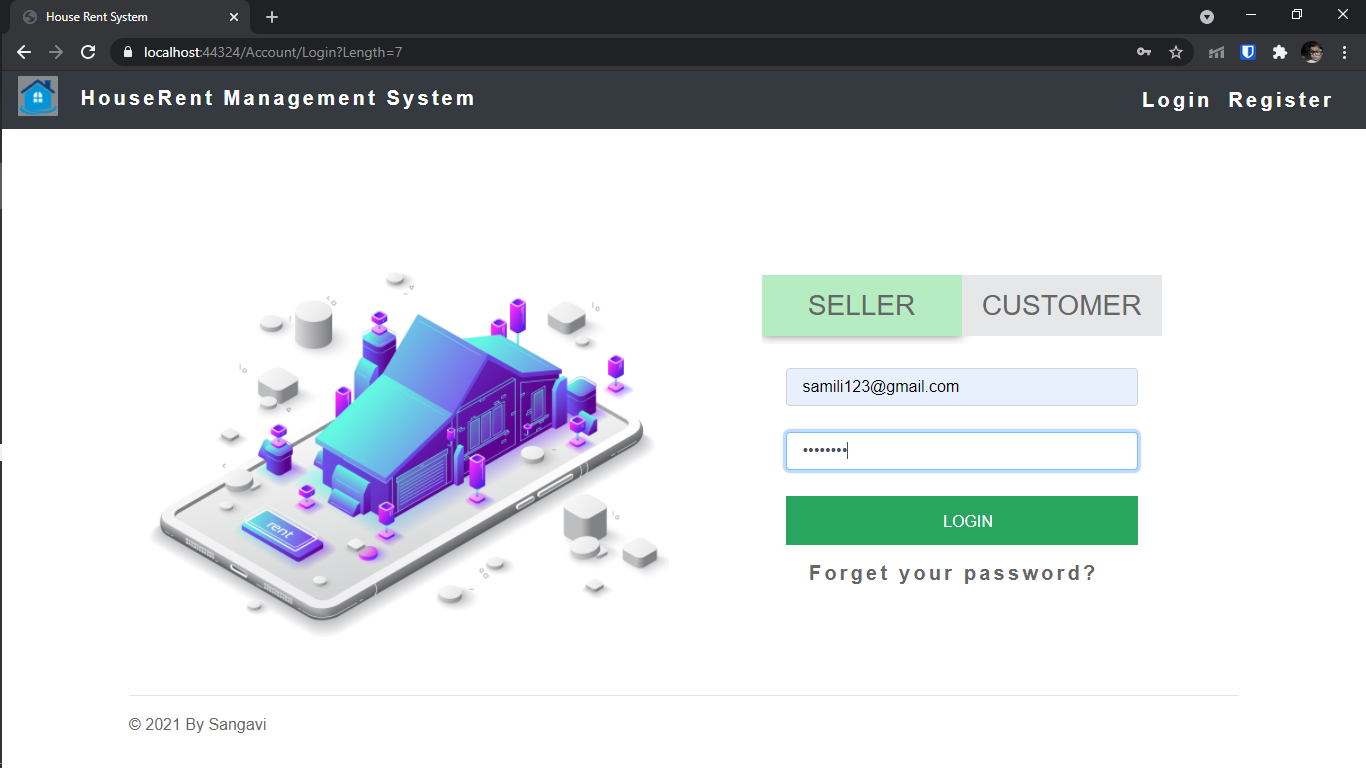 House Rent System
localhost:44324/Account/Login?Length=7
HouseRent Management System
Login Register
SELLER CUSTOMER
samili123@gmail.com
••••••••
LOGIN
Forget your password?
rent
© 2021 By Sangavi